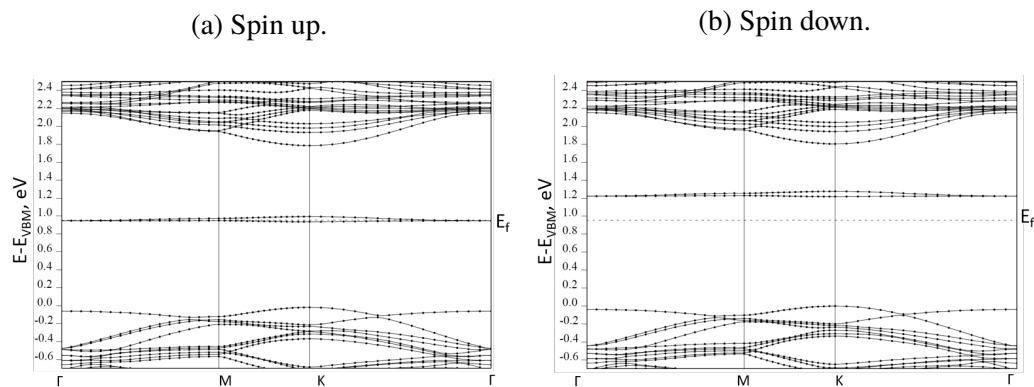 (a) Spin up.
(b) Spin down.
E-E_VBM, eV
2.4
2.2
2.0
1.8
1.6
1.4
1.2
1.0
0.8
0.6
0.4
0.2
0.0
-0.2
-0.4
-0.6
Γ
M
K
Γ
E_f
E-E_VBM, eV
2.4
2.2
2.0
1.8
1.6
1.4
1.2
1.0
0.8
0.6
0.4
0.2
0.0
-0.2
-0.4
-0.6
Γ
M
K
Γ
E_f